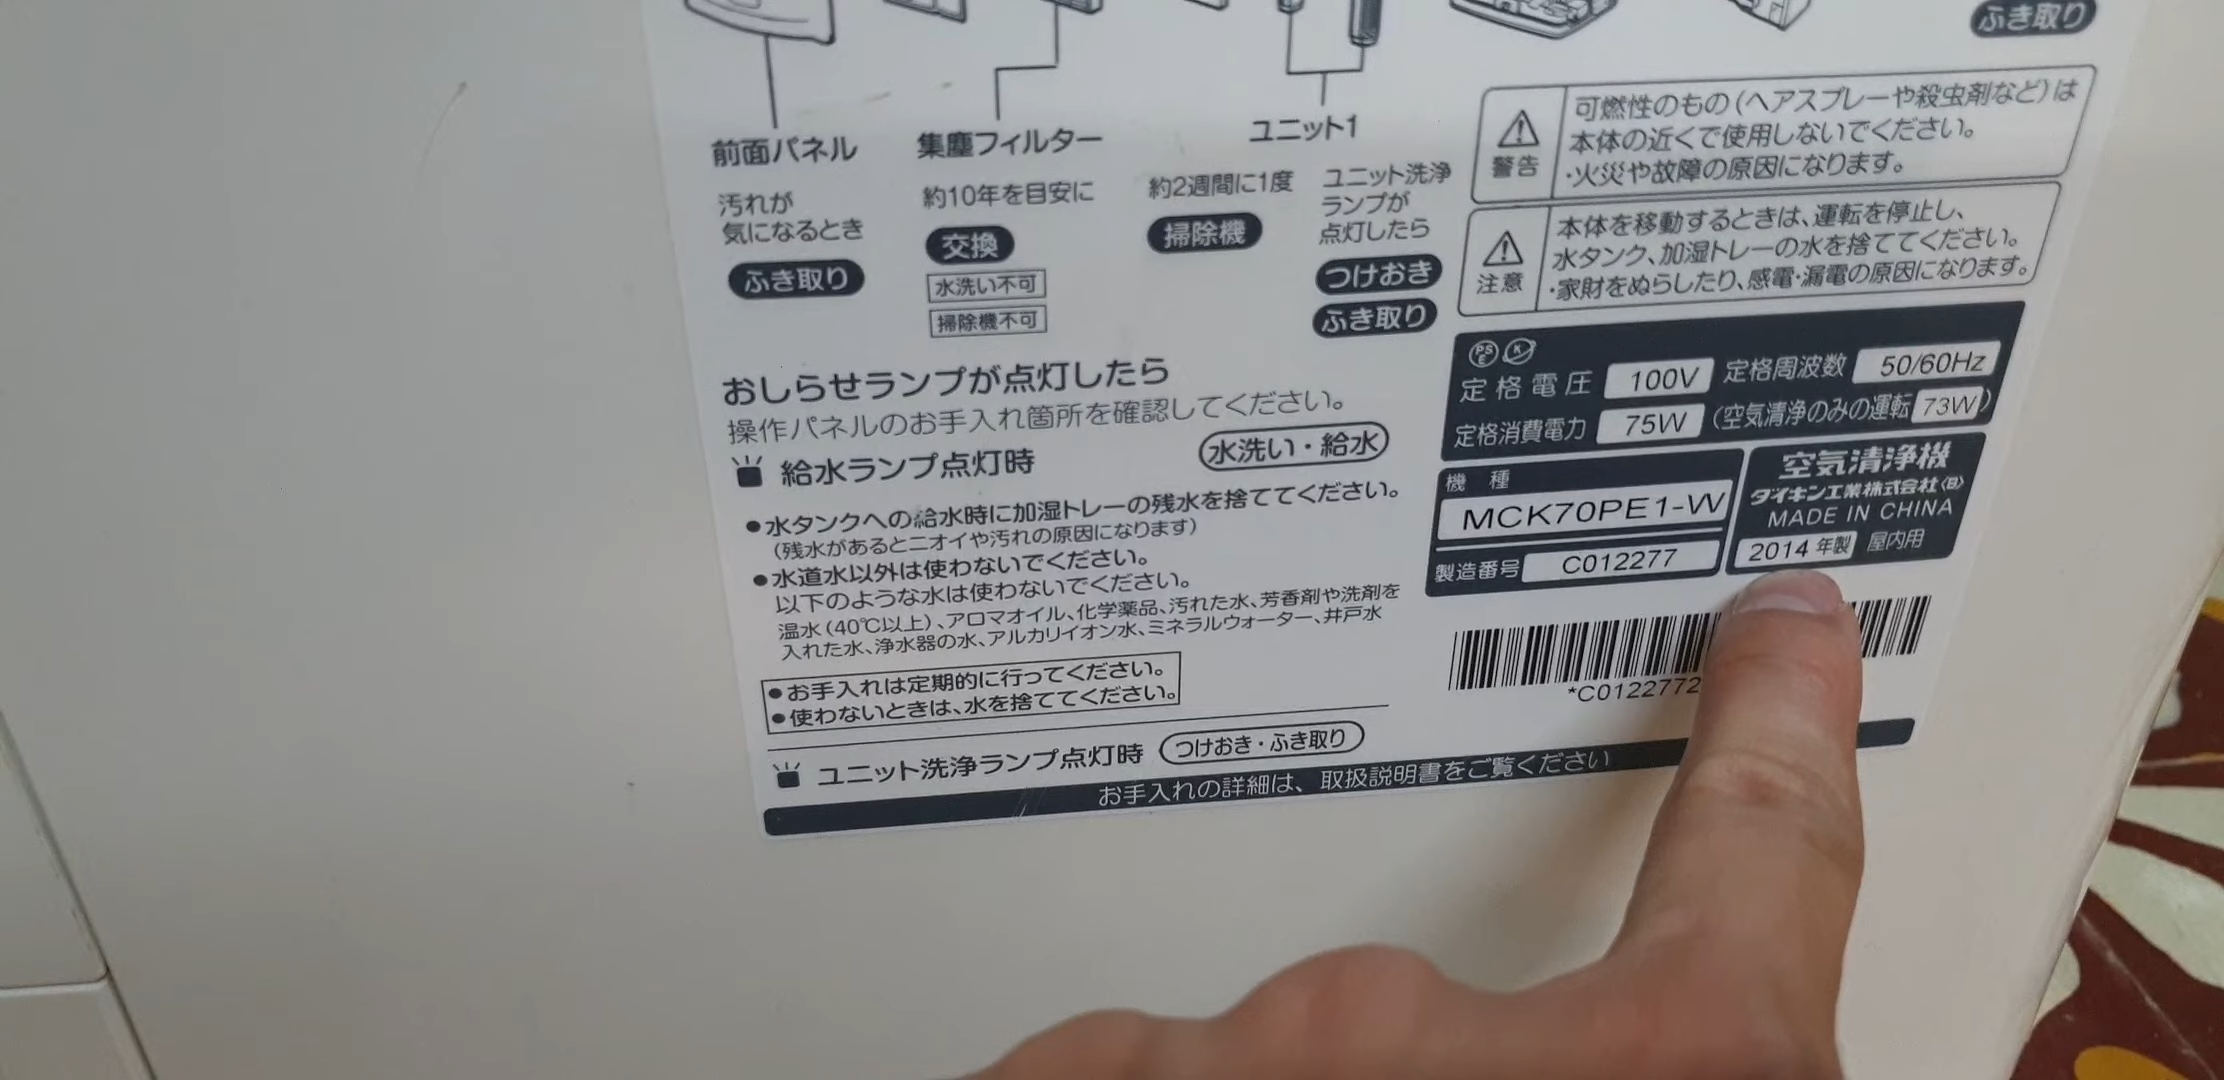 ふき取り
前面パネル
汚れが
気になるとき
ふき取り
集塵フィルター
約10年を目安に
交換
水洗い不可
掃除機不可
ユニット1
約2週間に1度
掃除機
ユニット洗浄
ランプが
点灯したら
つけおき
ふき取り
警告
可燃性のもの(ヘアスプレーや殺虫剤など)は
本体の近くで使用しないでください。
・火災や故障の原因になります。
注意
本体を移動するときは、運転を停止し、
水タンク、加湿トレーの水を捨ててください。
・家財をぬらしたり、感電・漏電の原因になります。
おしらせランプが点灯したら
操作パネルのお手入れ箇所を確認してください。
給水ランプ点灯時 水洗い・給水
●水タンクへの給水時に加湿トレーの残水を捨ててください。
(残水があるとニオイや汚れの原因になります)
●水道水以外は使わないでください。
以下のような水は使わないでください。
温水(40℃以上)、アロマオイル、化学薬品、汚れた水、芳香剤や洗剤を
入れた水、浄水器の水、アルカリイオン水、ミネラルウォーター、井戸水
●お手入れは定期的に行ってください。
●使わないときは、水を捨ててください。
ユニット洗浄ランプ点灯時 つけおき・ふき取り
お手入れの詳細は、取扱説明書をご覧ください
PSE
定格電圧 100V 定格周波数 50/60Hz
定格消費電力 75W (空気清浄のみの運転 73W)
機種
MCK70PE1-W
製造番号 C012277
空気清浄機
ダイキン工業株式会社〈日〉
MADE IN CHINA
2014年製 屋内用
*C0122772